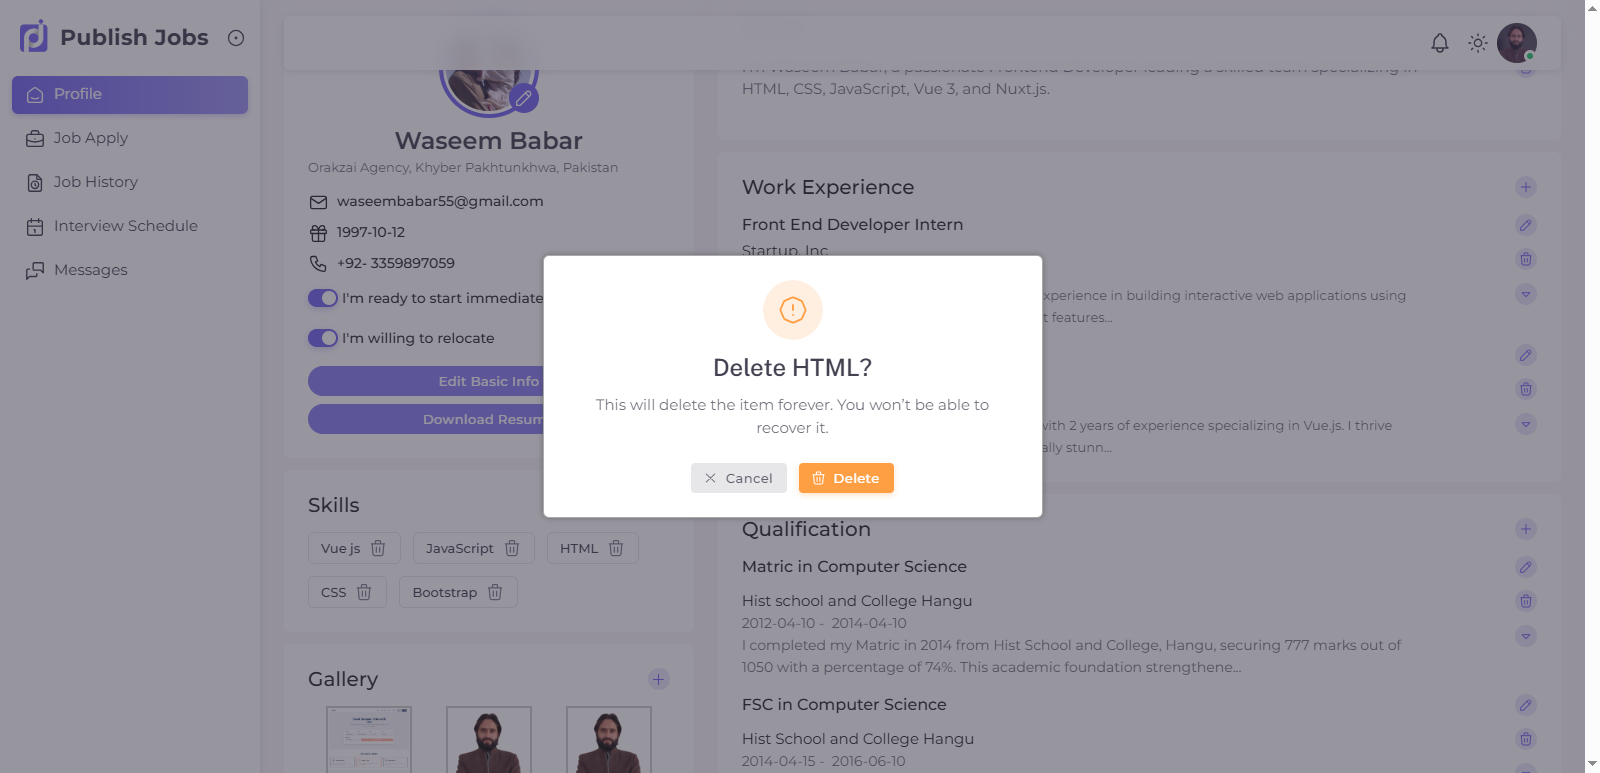 Publish Jobs
Profile
Job Apply
Job History
Interview Schedule
Messages
Waseem Babar
Orakzai Agency, Khyber Pakhtunkhwa, Pakistan
waseembabar55@gmail.com
1997-10-12
+92- 3359897059
I'm ready to start immediate
I'm willing to relocate
Edit Basic Info
Download Resum
Skills
Vue js
JavaScript
HTML
CSS
Bootstrap
Gallery
HTML, CSS, JavaScript, Vue 3, and Nuxt.js.
Work Experience
Front End Developer Intern
Startup, Inc
xperience in building interactive web applications using
t features...
vith 2 years of experience specializing in Vue.js. I thrive
ally stunn...
Qualification
Matric in Computer Science
Hist school and College Hangu
2012-04-10 - 2014-04-10
I completed my Matric in 2014 from Hist School and College, Hangu, securing 777 marks out of
1050 with a percentage of 74%. This academic foundation strengthene...
FSC in Computer Science
Hist School and College Hangu
2014-04-15 - 2016-06-10
Delete HTML?
This will delete the item forever. You won't be able to
recover it.
Cancel
Delete